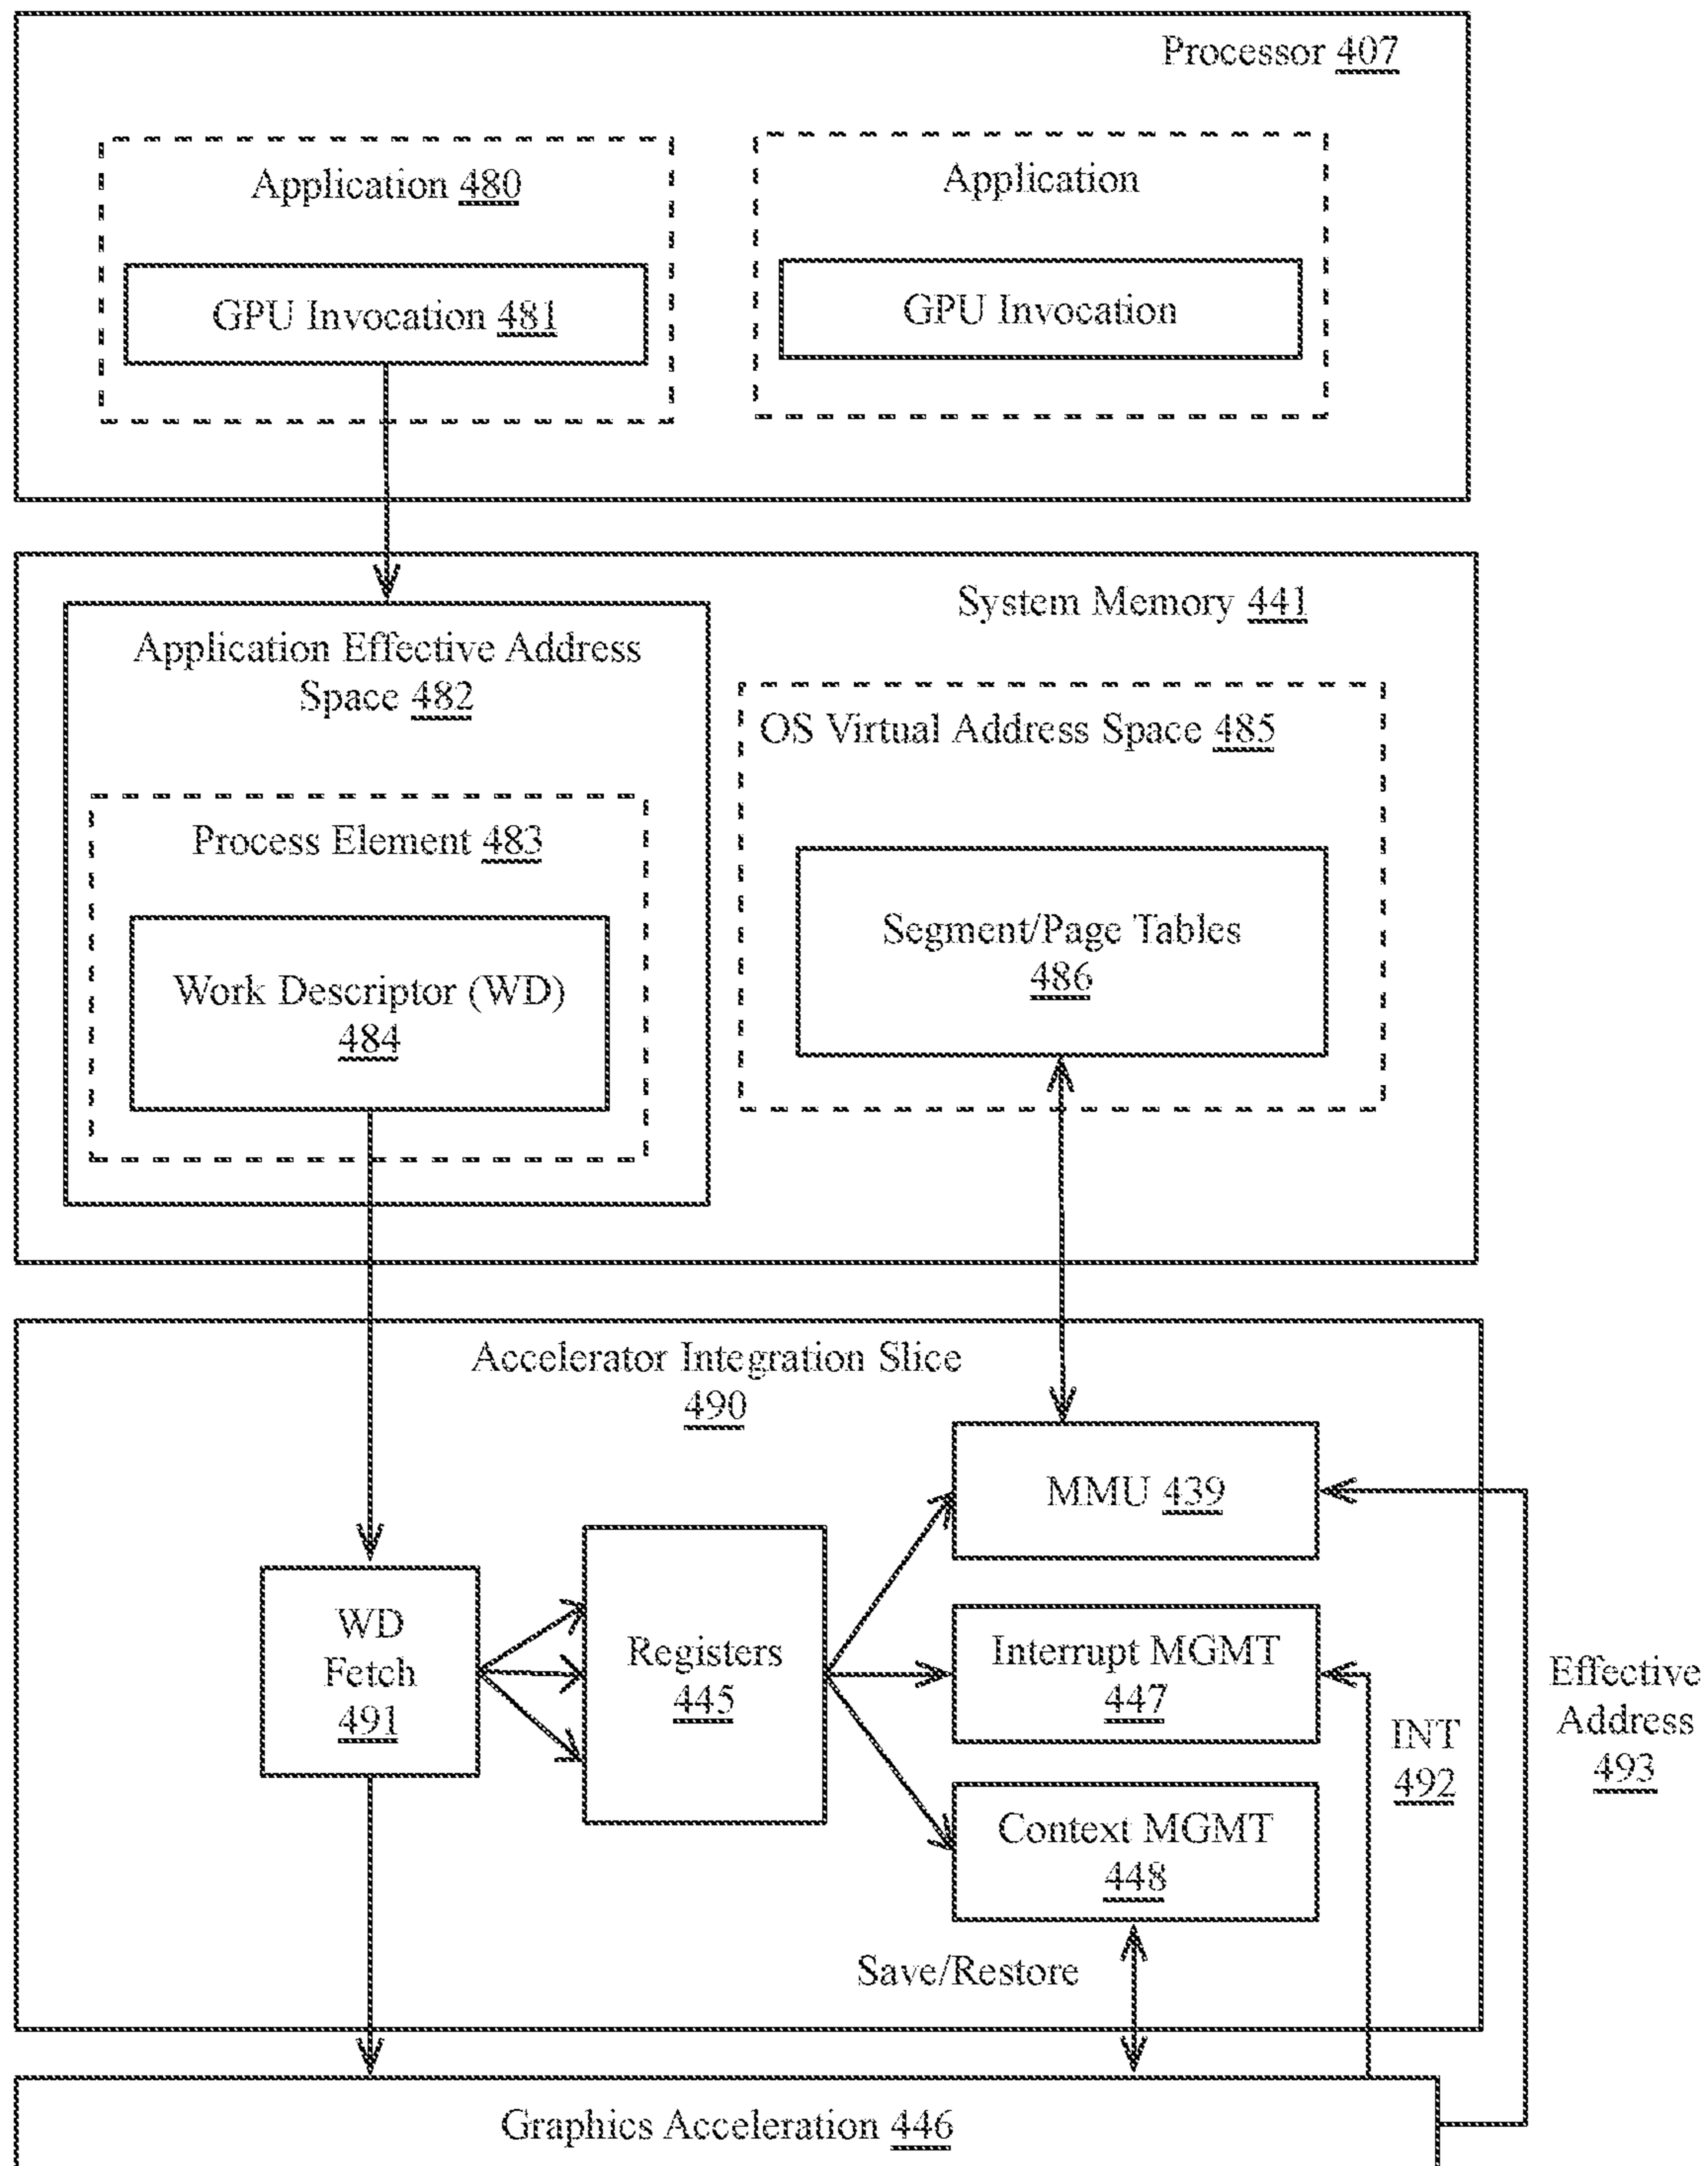 Processor 407
Application 480
Application
GPU Invocation 481
GPU Invocation
System Memory 441
Application Effective Address
Space 482
OS Virtual Address Space 485
Process Element 483
Segment/Page Tables
486
Work Descriptor (WD)
484
Accelerator Integration Slice
490
MMU 439
WD
Fetch
491
Registers
445
Interrupt MGMT
447
Effective
Address
493
INT
492
Context MGMT
448
Save/Restore
Graphics Acceleration 446